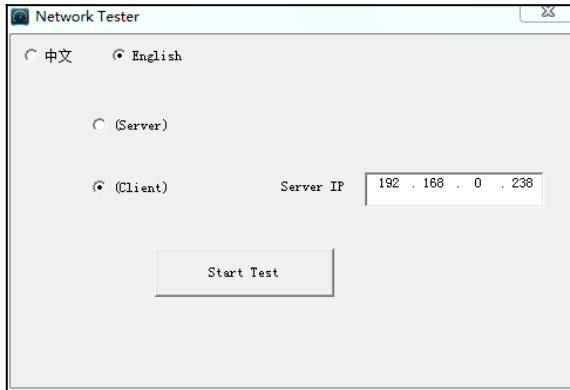 Network Tester
中文 English
(Server)
(Client) Server IP 192 . 168 . 0 . 238
Start Test